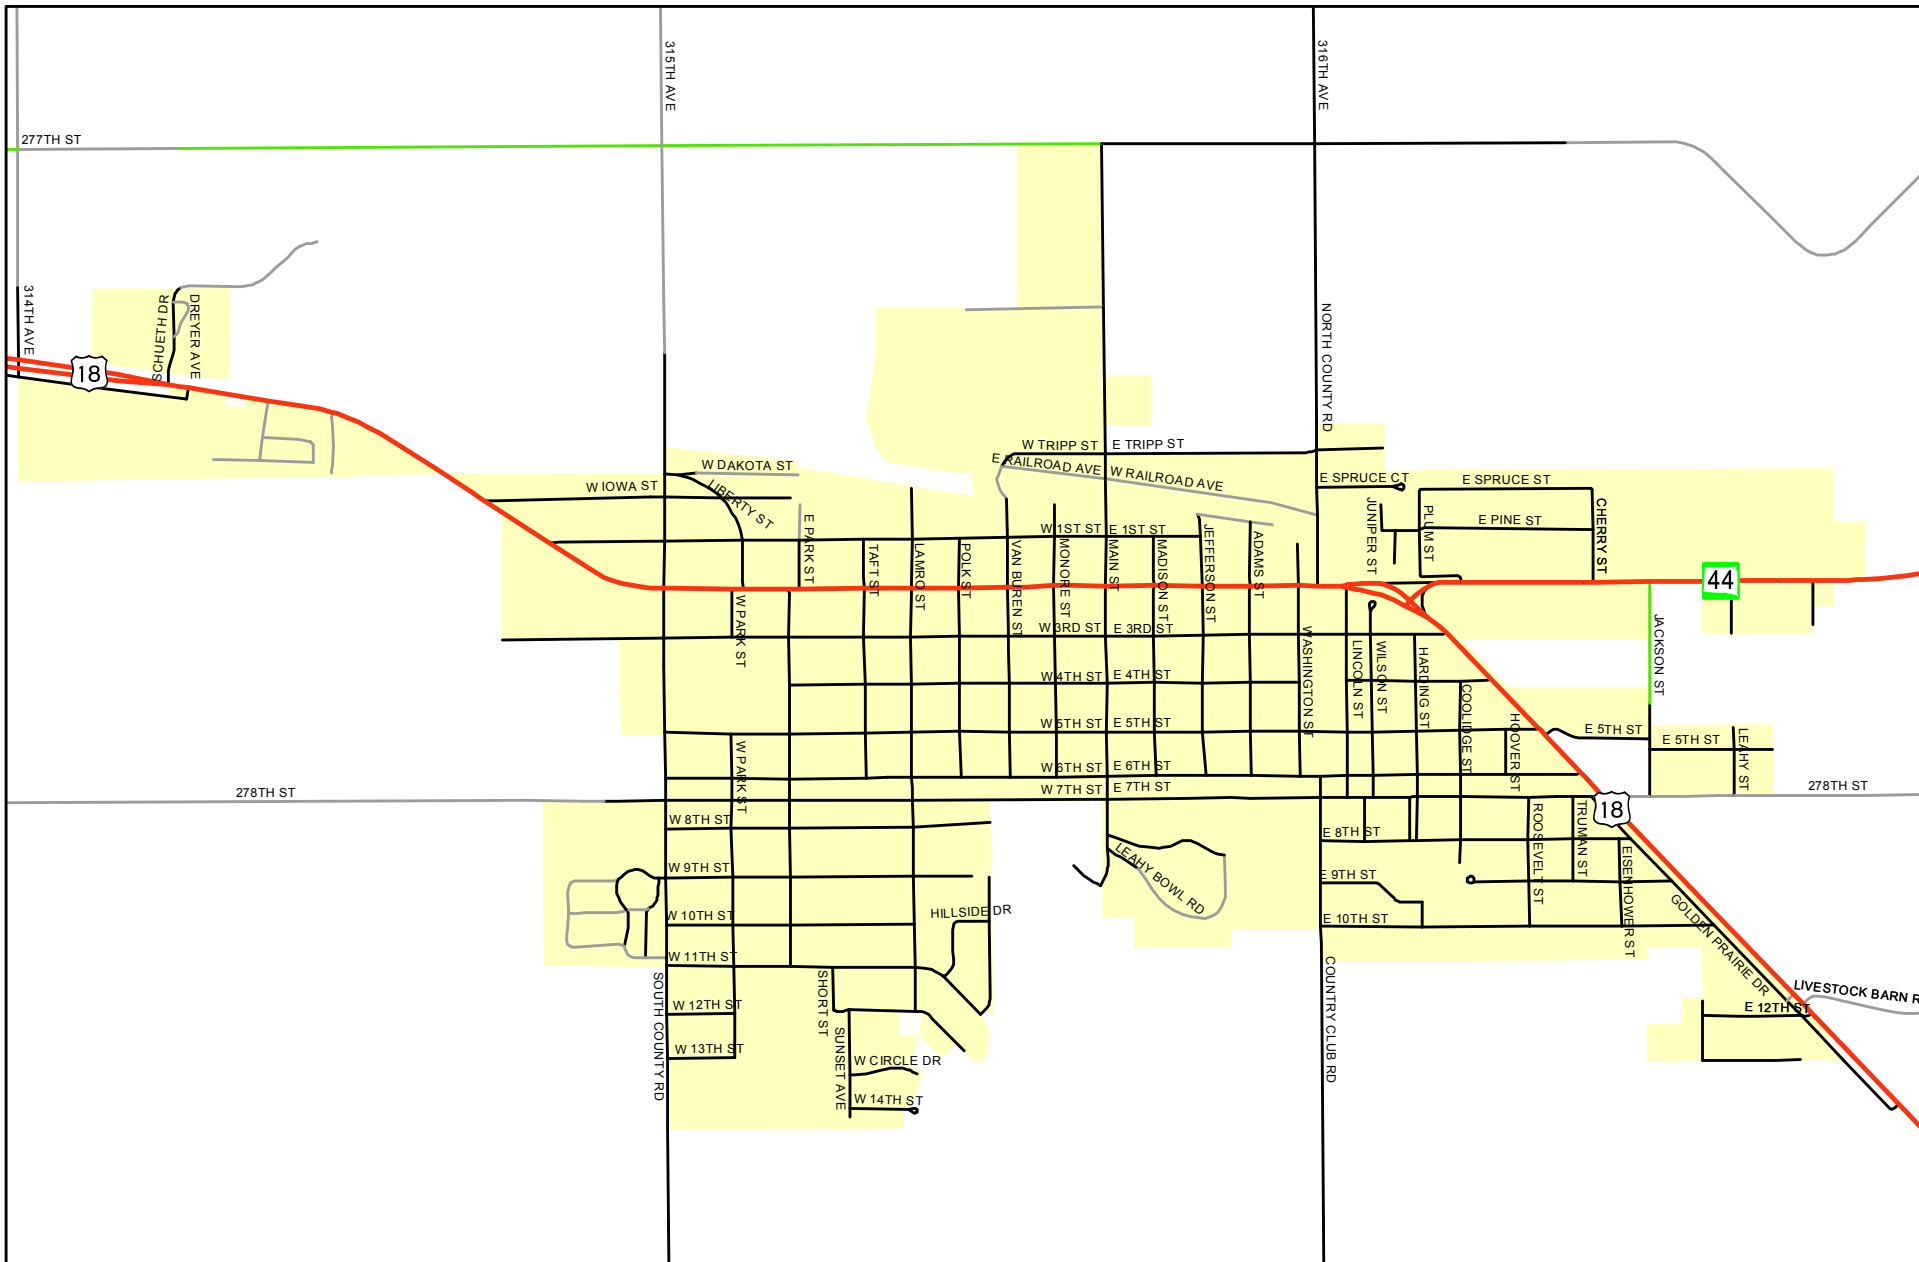 315TH AVE
316TH AVE
277TH ST
314TH AVE
SCHUETH DR
DREYER AVE
18
NORTH COUNTY RD
W TRIPP ST
E TRIPP ST
E RAILROAD AVE
W RAILROAD AVE
W DAKOTA ST
W IOWA ST
LIBERTY ST
E SPRUCE CT
E SPRUCE ST
E PINE ST
JUNIPER ST
PLUM ST
CHERRY ST
E PARK ST
W 1ST ST
E 1ST ST
TAFT ST
LAMRO ST
POLK ST
VAN BUREN ST
MONORE ST
MAIN ST
MADISON ST
JEFFERSON ST
ADAMS ST
44
W PARK ST
W 3RD ST
E 3RD ST
WASHINGTON ST
LINCOLN ST
WILSON ST
HARDING ST
JACKSON ST
W 4TH ST
E 4TH ST
COOLIDGE ST
HOOVER ST
W 5TH ST
E 5TH ST
E 5TH ST
E 5TH ST
LEAHY ST
W PARK ST
W 6TH ST
E 6TH ST
278TH ST
W 7TH ST
E 7TH ST
278TH ST
18
W 8TH ST
E 8TH ST
ROOSEVELT ST
TRUMAN ST
EISENHOWER ST
LEAHY BOWL RD
W 9TH ST
E 9TH ST
W 10TH ST
HILLSIDE DR
E 10TH ST
GOLDEN PRAIRIE DR
W 11TH ST
SOUTH COUNTY RD
SHORT ST
COUNTRY CLUB RD
LIVESTOCK BARN R
W 12TH ST
E 12TH ST
SUNSET AVE
W 13TH ST
W CIRCLE DR
W 14TH ST